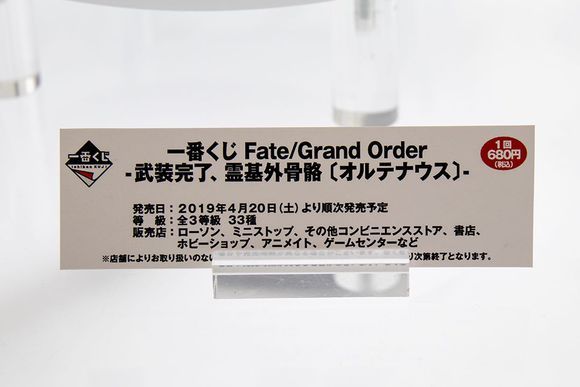 一番くじ
Ichiban KUJI
一番くじ Fate/Grand Order
-武装完了、霊基外骨骼〔オルテナウス〕-
1回
680円
(税込)
発売日:2019年4月20日(土)より順次発売予定
等 級:全3等級 33種
販売店:ローソン、ミニストップ、その他コンビニエンスストア、書店、
ホビーショップ、アニメイト、ゲームセンターなど
※店舗によりお取り扱いのない り次第終了となります。